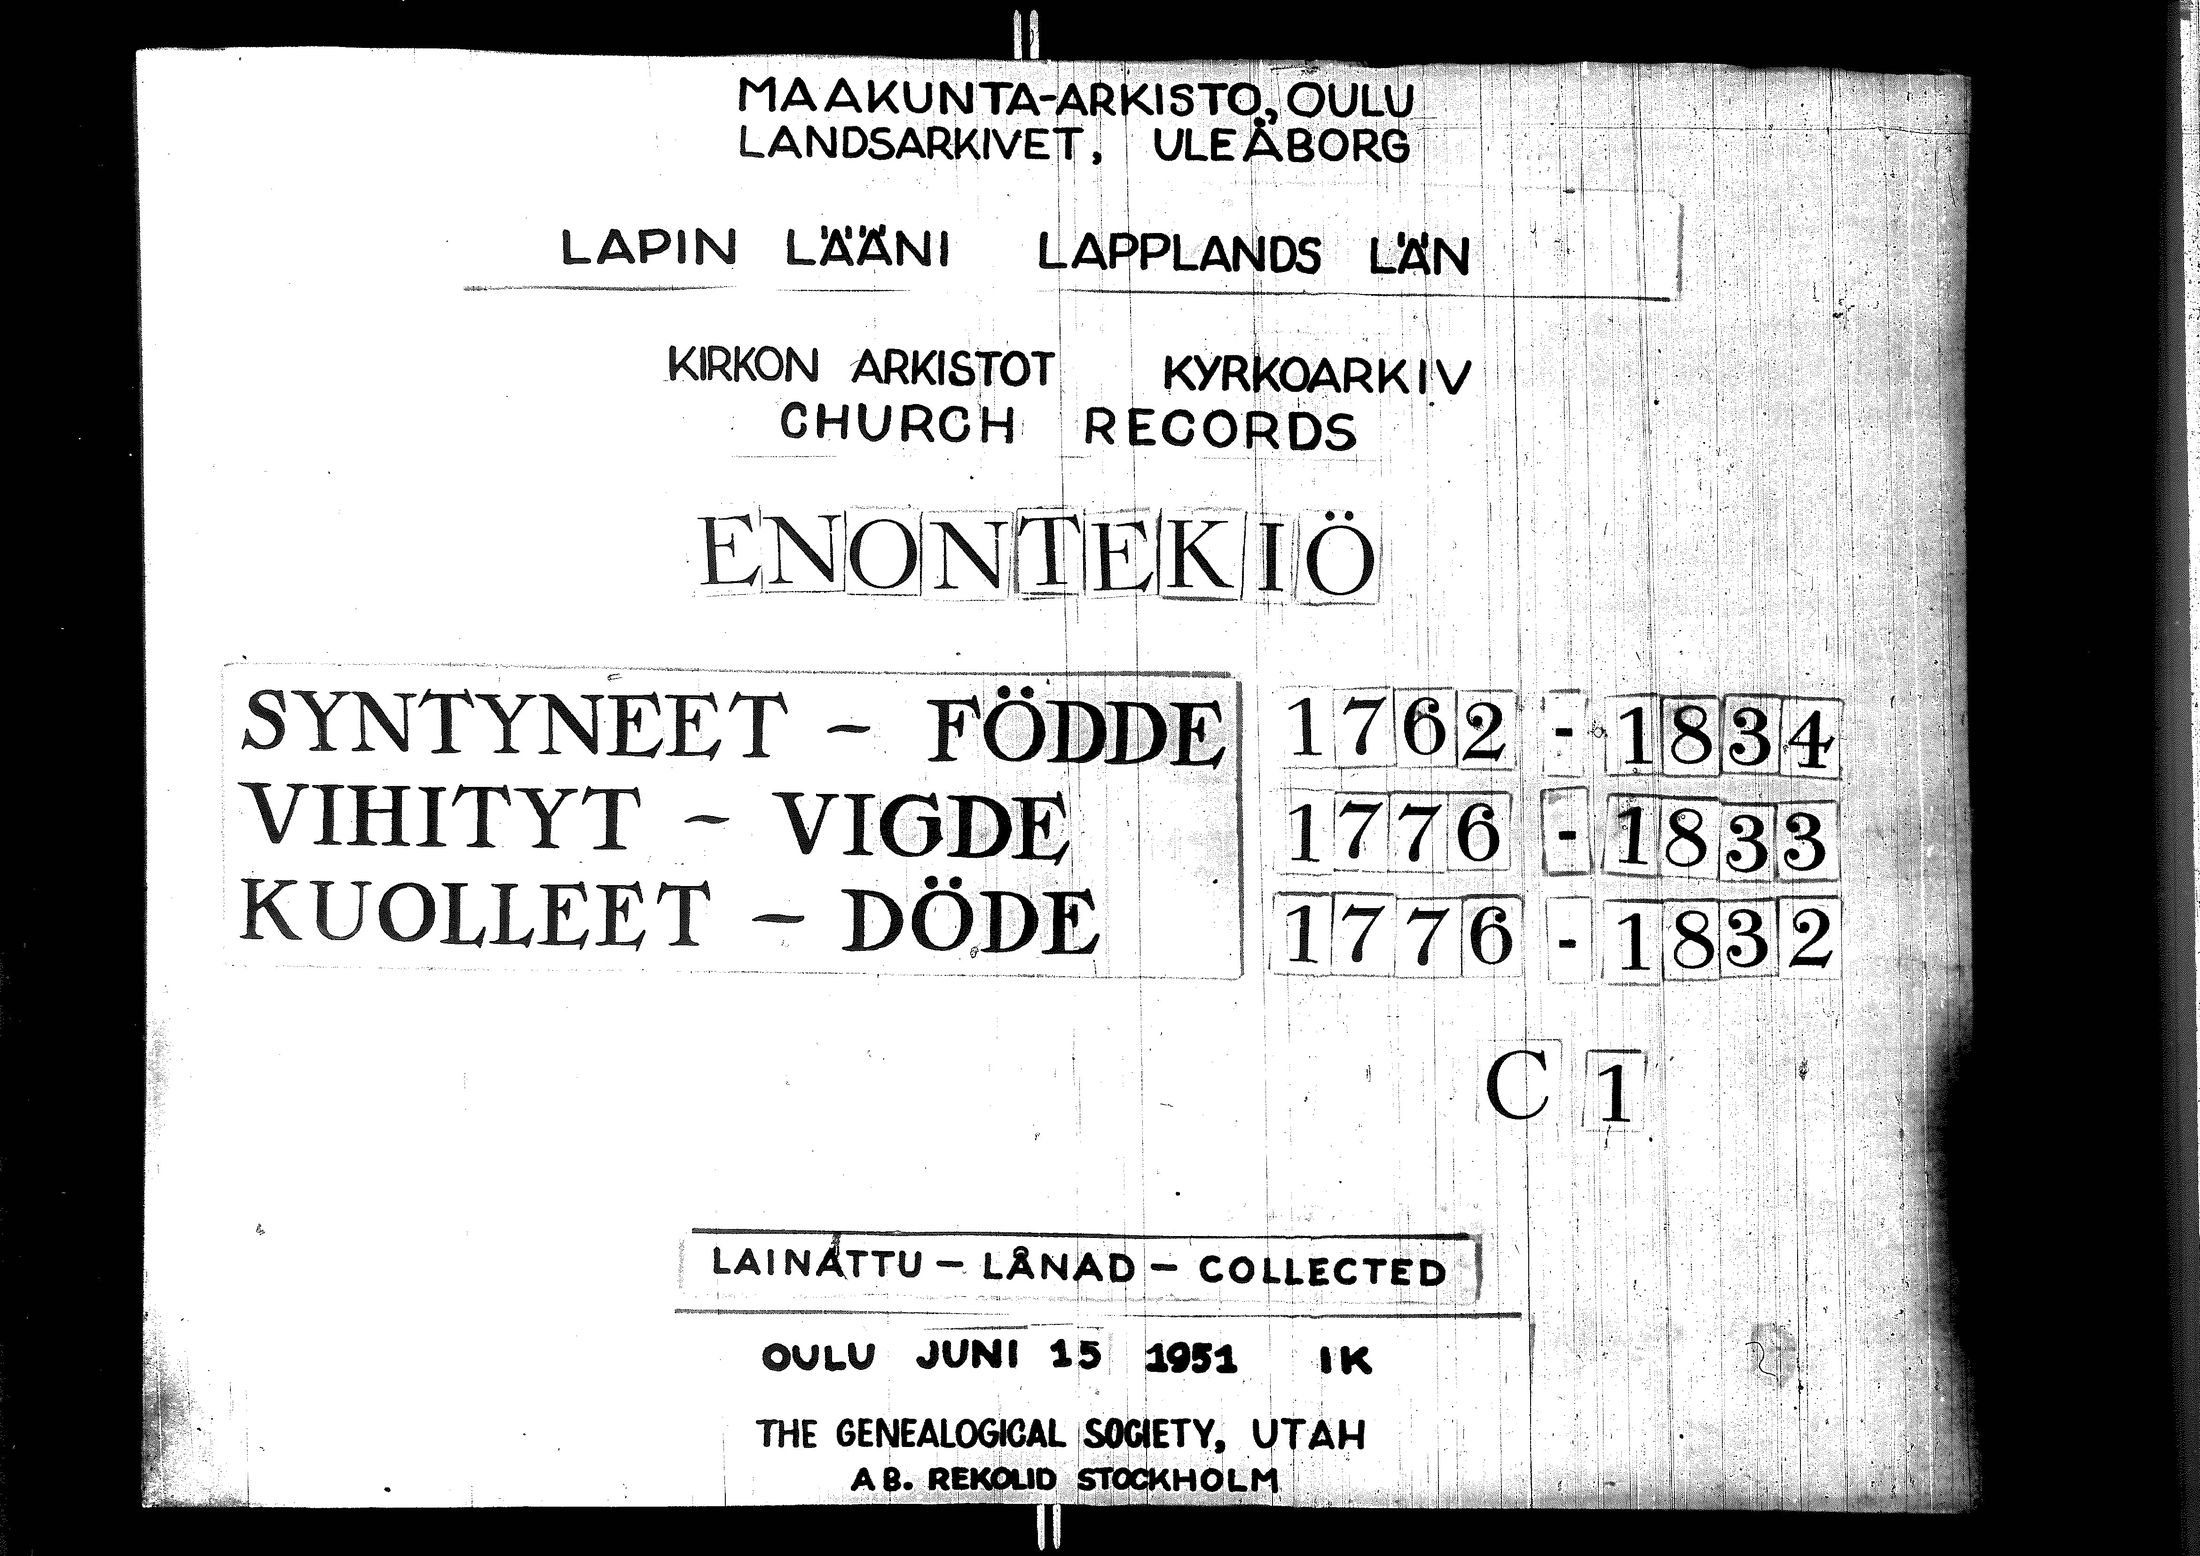 MAAKUNTA-ARKISTO, OULU
LANDSARKIVET, ULEÅBORG
LAPIN LÄÄNI LAPPLANDS LÄN
KIRKON ARKISTOT KYRKOARKIV
CHURCH RECORDS
ENONTEKIÖ
SYNTYNEET - FÖDDE 1762 - 1834
VIHITYT - VIGDE 1776 - 1833
KUOLLEET - DÖDE 1776 - 1832
C 1
LAINATTU - LÅNAD - COLLECTED
OULU JUNI 15 1951 IK
THE GENEALOGICAL SOCIETY, UTAH
AB. REKOLID STOCKHOLM